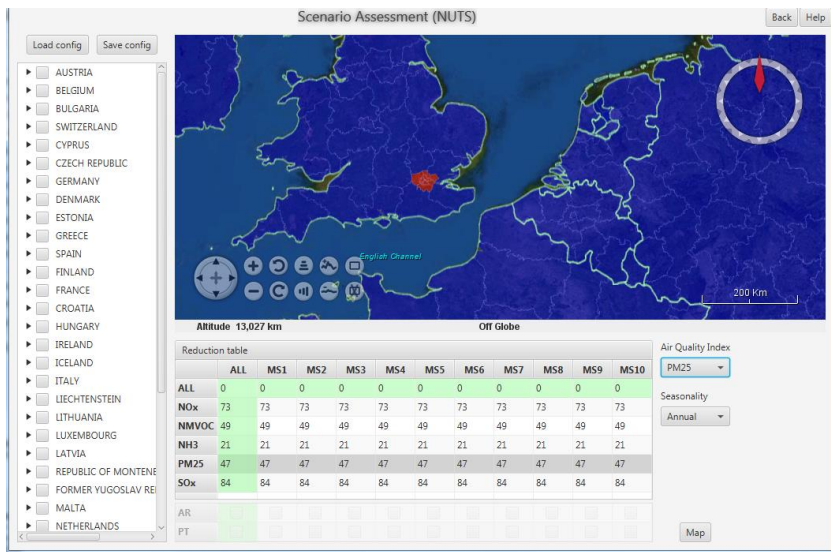 Scenario Assessment (NUTS)
Back Help
Load config Save config
AUSTRIA
BELGIUM
BULGARIA
SWITZERLAND
CYPRUS
CZECH REPUBLIC
GERMANY
DENMARK
ESTONIA
GREECE
SPAIN
FINLAND
FRANCE
CROATIA
HUNGARY
IRELAND
ICELAND
ITALY
LIECHTENSTEIN
LITHUANIA
LUXEMBOURG
LATVIA
REPUBLIC OF MONTENE
FORMER YUGOSLAV REI
MALTA
NETHERLANDS
English Channel
200 Km
Altitude 13,027 km Off Globe
Reduction table
ALL MS1 MS2 MS3 MS4 MS5 MS6 MS7 MS8 MS9 MS10
ALL 0 0 0 0 0 0 0 0 0 0 0
NOx 73 73 73 73 73 73 73 73 73 73 73
NMVOC 49 49 49 49 49 49 49 49 49 49 49
NH3 21 21 21 21 21 21 21 21 21 21 21
PM25 47 47 47 47 47 47 47 47 47 47 47
SOx 84 84 84 84 84 84 84 84 84 84 84
AR
PT
Air Quality Index
PM25
Seasonality
Annual
Map